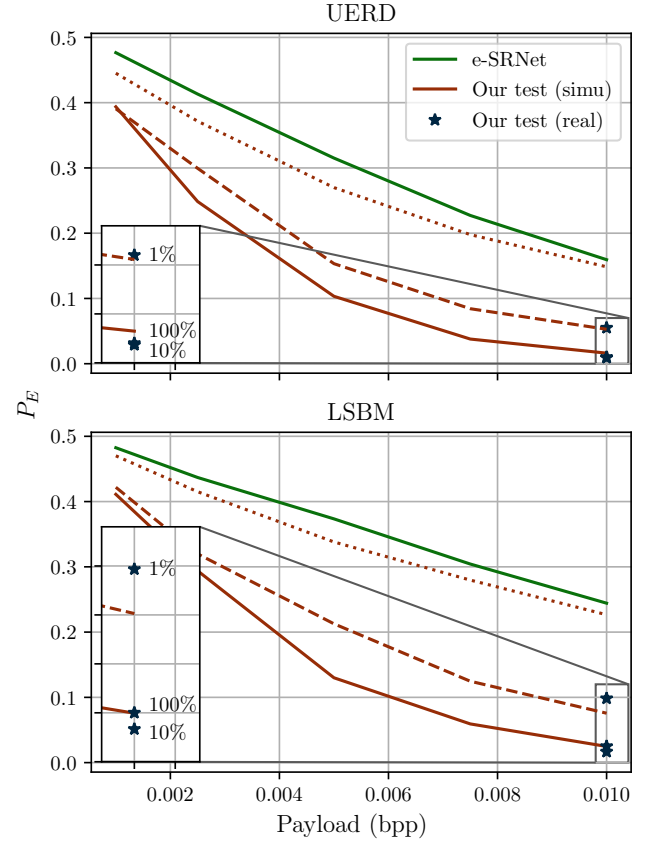 UERD
0.5
0.4
0.3
0.2
0.1
0.0
e-SRNet
Our test (simu)
Our test (real)
1%
100%
10%
P_E
LSBM
0.5
0.4
0.3
0.2
0.1
0.0
1%
100%
10%
0.002 0.004 0.006 0.008 0.010
Payload (bpp)